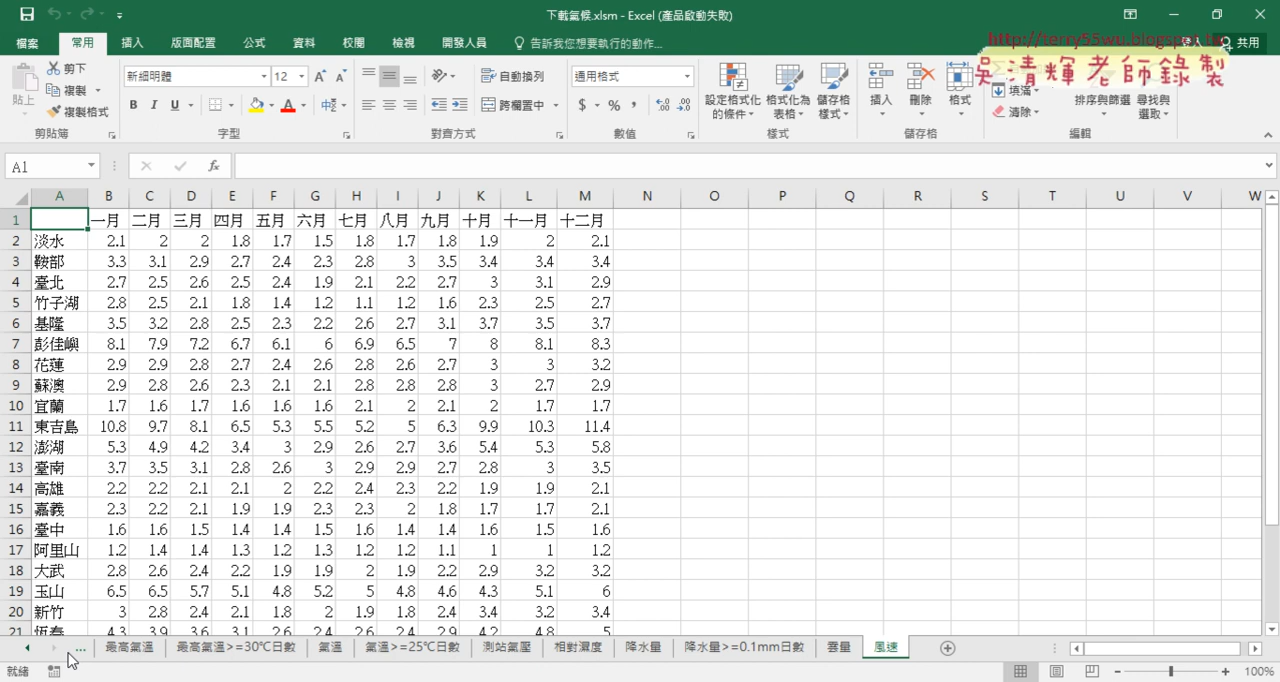 下載氣候.xlsm - Excel (產品啟動失敗)
檔案 常用 插入 版面配置 公式 資料 校閱 檢視 開發人員 告訴我您想要執行的動作... 登入 共用
http://terry55wu.blogspot.tw
吳清輝老師錄製
貼上 剪下 複製 複製格式 剪貼簿
新細明體 12 B I U A 中 字型
自動換列 跨欄置中 對齊方式
通用格式 $ % , 數值
設定格式化的條件 格式化為表格 儲存格樣式 樣式
插入 刪除 格式 儲存格
填滿 清除 排序與篩選 尋找與選取 編輯
A1 fx
A B C D E F G H I J K L M N O P Q R S T U V W
1 一月 二月 三月 四月 五月 六月 七月 八月 九月 十月 十一月 十二月
2 淡水 2.1 2 2 1.8 1.7 1.5 1.8 1.7 1.8 1.9 2 2.1
3 鞍部 3.3 3.1 2.9 2.7 2.4 2.3 2.8 3 3.5 3.4 3.4 3.4
4 臺北 2.7 2.5 2.6 2.5 2.4 1.9 2.1 2.2 2.7 3 3.1 2.9
5 竹子湖 2.8 2.5 2.1 1.8 1.4 1.2 1.1 1.2 1.6 2.3 2.5 2.7
6 基隆 3.5 3.2 2.8 2.5 2.3 2.2 2.6 2.7 3.1 3.7 3.5 3.7
7 彭佳嶼 8.1 7.9 7.2 6.7 6.1 6 6.9 6.5 7 8 8.1 8.3
8 花蓮 2.9 2.9 2.8 2.7 2.4 2.6 2.8 2.6 2.7 3 3 3.2
9 蘇澳 2.9 2.8 2.6 2.3 2.1 2.1 2.8 2.8 2.8 3 2.7 2.9
10 宜蘭 1.7 1.6 1.7 1.6 1.6 1.6 2.1 2 2.1 2 1.7 1.7
11 東吉島 10.8 9.7 8.1 6.5 5.3 5.5 5.2 5 6.3 9.9 10.3 11.4
12 澎湖 5.3 4.9 4.2 3.4 3 2.9 2.6 2.7 3.6 5.4 5.3 5.8
13 臺南 3.7 3.5 3.1 2.8 2.6 3 2.9 2.9 2.7 2.8 3 3.5
14 高雄 2.2 2.2 2.1 2.1 2 2.2 2.4 2.3 2.2 1.9 1.9 2.1
15 嘉義 2.3 2.2 2.1 1.9 1.9 2.3 2.3 2 1.8 1.7 1.7 2.1
16 臺中 1.6 1.6 1.5 1.4 1.4 1.5 1.6 1.4 1.4 1.6 1.5 1.6
17 阿里山 1.2 1.4 1.4 1.3 1.2 1.3 1.2 1.2 1.1 1 1 1.2
18 大武 2.8 2.6 2.4 2.2 1.9 1.9 2 1.9 2.2 2.9 3.2 3.2
19 玉山 6.5 6.5 5.7 5.1 4.8 5.2 5 4.8 4.6 4.3 5.1 6
20 新竹 3 2.8 2.4 2.1 1.8 2 1.9 1.8 2.4 3.4 3.2 3.4
21 恆春 4.3 3.9 3.6 3.1 2.6 2.4 2.6 2.4 2.9 4.2 4.8 5
... 最高氣溫 最高氣溫>=30℃日數 氣溫 氣溫>=25℃日數 測站氣壓 相對濕度 降水量 降水量>=0.1mm日數 雲量 風速
就緒 100%